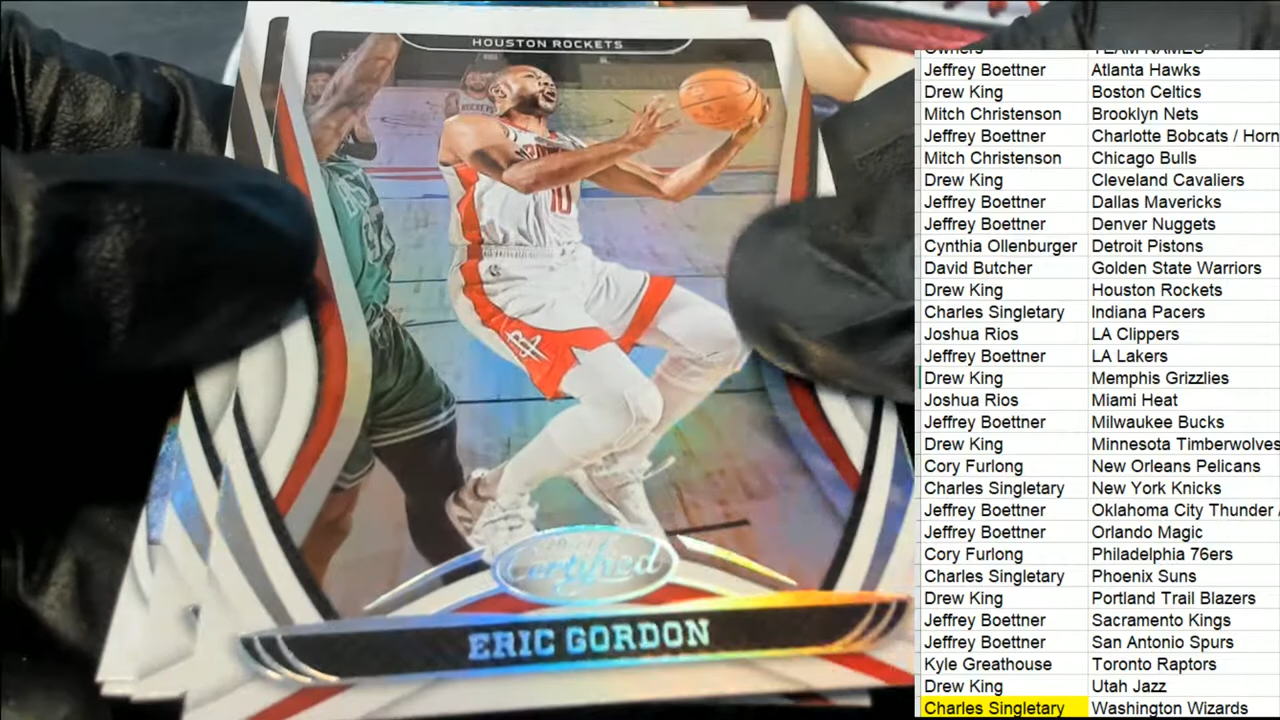 HOUSTON ROCKETS
10
Certified
ERIC GORDON
Owners TEAM NAMES
Jeffrey Boettner Atlanta Hawks
Drew King Boston Celtics
Mitch Christenson Brooklyn Nets
Jeffrey Boettner Charlotte Bobcats / Horn
Mitch Christenson Chicago Bulls
Drew King Cleveland Cavaliers
Jeffrey Boettner Dallas Mavericks
Jeffrey Boettner Denver Nuggets
Cynthia Ollenburger Detroit Pistons
David Butcher Golden State Warriors
Drew King Houston Rockets
Charles Singletary Indiana Pacers
Joshua Rios LA Clippers
Jeffrey Boettner LA Lakers
Drew King Memphis Grizzlies
Joshua Rios Miami Heat
Jeffrey Boettner Milwaukee Bucks
Drew King Minnesota Timberwolves
Cory Furlong New Orleans Pelicans
Charles Singletary New York Knicks
Jeffrey Boettner Oklahoma City Thunder /
Jeffrey Boettner Orlando Magic
Cory Furlong Philadelphia 76ers
Charles Singletary Phoenix Suns
Drew King Portland Trail Blazers
Jeffrey Boettner Sacramento Kings
Jeffrey Boettner San Antonio Spurs
Kyle Greathouse Toronto Raptors
Drew King Utah Jazz
Charles Singletary Washington Wizards